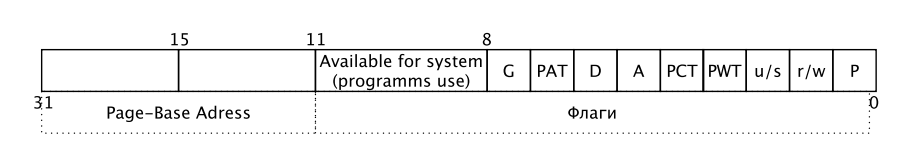 15 11 8
Available for system
(programms use)
G PAT D A PCT PWT u/s r/w P
31 0
Page-Base Adress Флаги